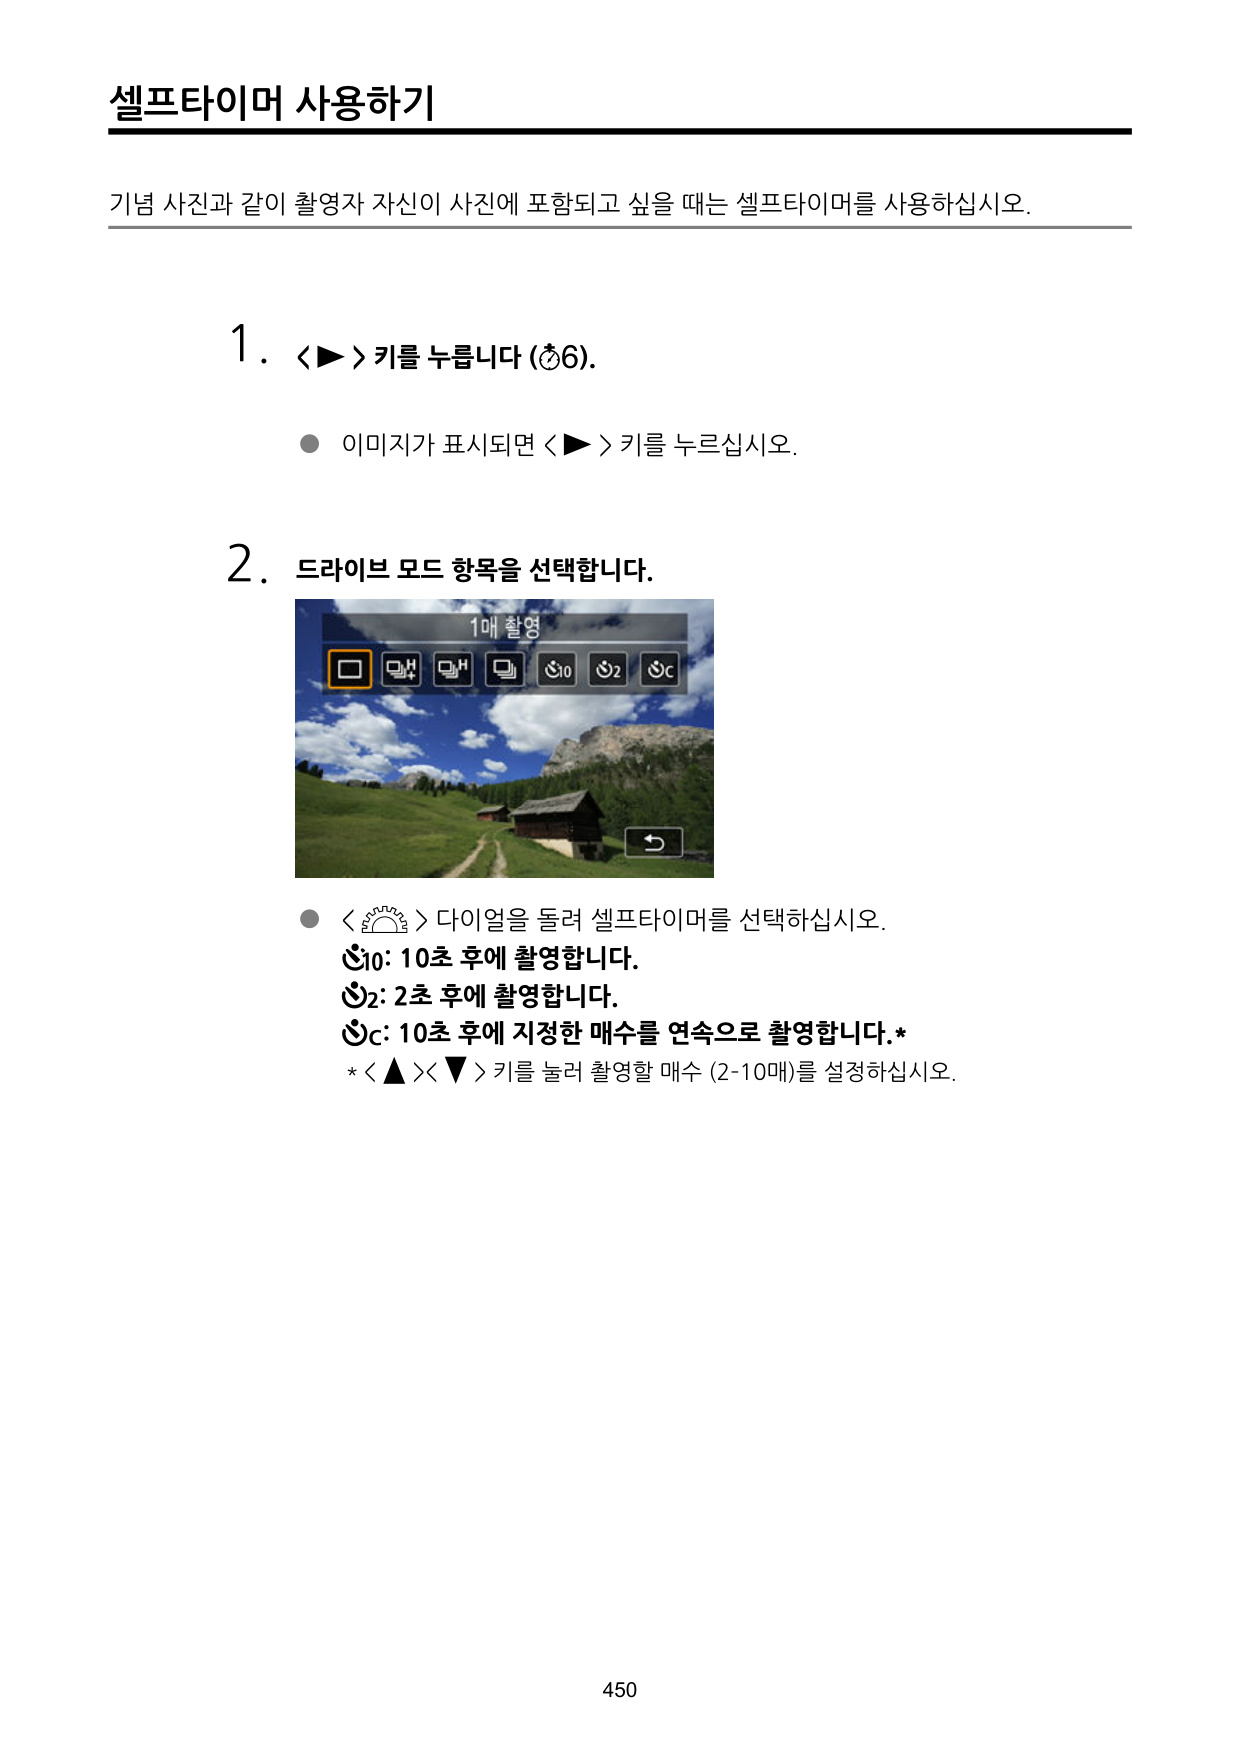 셀프타이머 사용하기
기념 사진과 같이 촬영자 자신이 사진에 포함되고 싶을 때는 셀프타이머를 사용하십시오.
1. <▶> 키를 누릅니다 (⏱6).
● 이미지가 표시되면 <▶> 키를 누르십시오.
2. 드라이브 모드 항목을 선택합니다.
1매 촬영
H H 10 2 C
● < > 다이얼을 돌려 셀프타이머를 선택하십시오.
10: 10초 후에 촬영합니다.
2: 2초 후에 촬영합니다.
C: 10초 후에 지정한 매수를 연속으로 촬영합니다.*
* <▲><▼> 키를 눌러 촬영할 매수 (2-10매)를 설정하십시오.
450